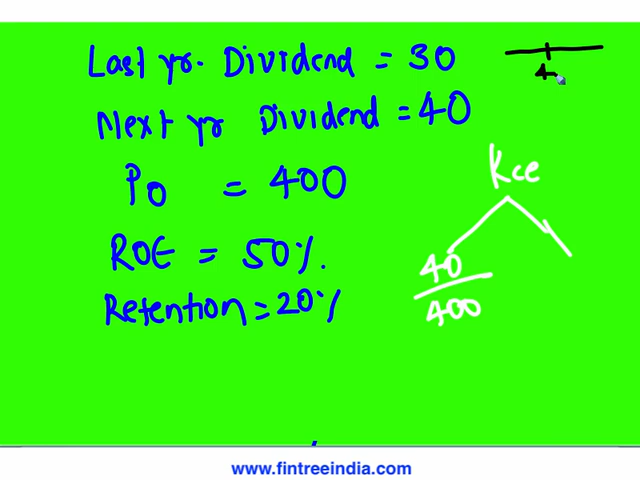 Last yr. Dividend = 30
Next yr Dividend = 40
P0 = 400
ROE = 50%.
Retention = 20%
Kce
40
400
www.fintreeindia.com